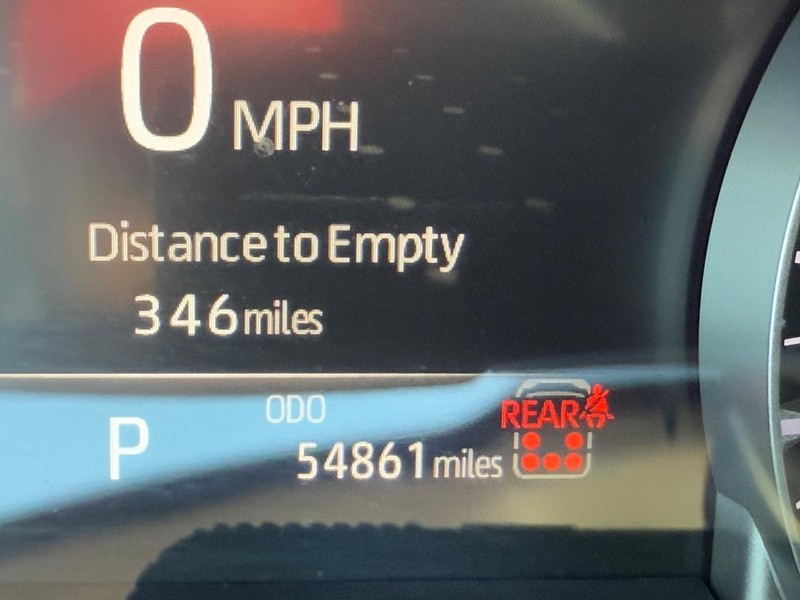 0 MPH
Distance to Empty
346 miles
P
ODO
54861 miles
REAR